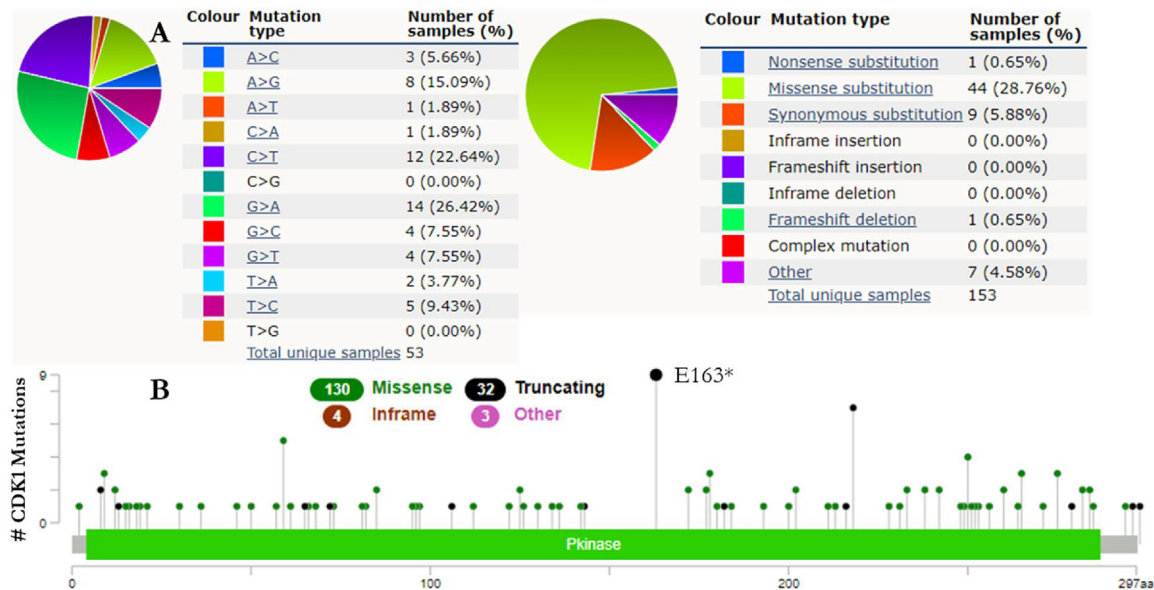 A
Colour Mutation type Number of samples (%)
A>C 3 (5.66%)
A>G 8 (15.09%)
A>T 1 (1.89%)
C>A 1 (1.89%)
C>T 12 (22.64%)
C>G 0 (0.00%)
G>A 14 (26.42%)
G>C 4 (7.55%)
G>T 4 (7.55%)
T>A 2 (3.77%)
T>C 5 (9.43%)
T>G 0 (0.00%)
Total unique samples 53
Colour Mutation type Number of samples (%)
Nonsense substitution 1 (0.65%)
Missense substitution 44 (28.76%)
Synonymous substitution 9 (5.88%)
Inframe insertion 0 (0.00%)
Frameshift insertion 0 (0.00%)
Inframe deletion 0 (0.00%)
Frameshift deletion 1 (0.65%)
Complex mutation 0 (0.00%)
Other 7 (4.58%)
Total unique samples 153
B
130 Missense 32 Truncating
4 Inframe 3 Other
E163*
# CDK1 Mutations
9
0
Pkinase
0 100 200 297aa